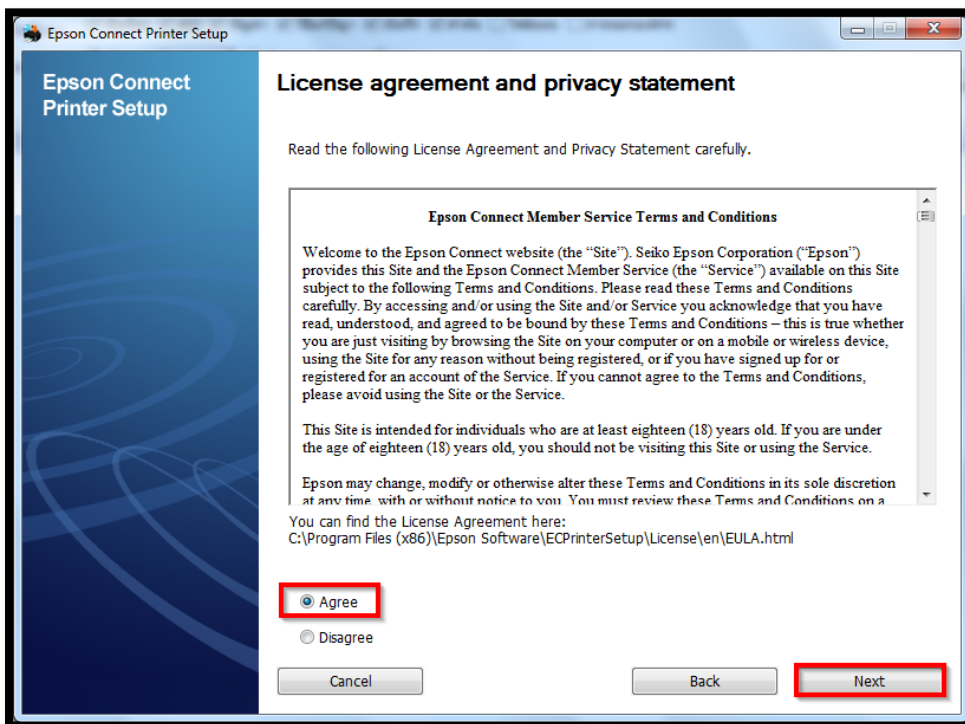 Epson Connect Printer Setup
Epson Connect
Printer Setup
License agreement and privacy statement
Read the following License Agreement and Privacy Statement carefully.
Epson Connect Member Service Terms and Conditions
Welcome to the Epson Connect website (the “Site”). Seiko Epson Corporation (“Epson”)
provides this Site and the Epson Connect Member Service (the “Service”) available on this Site
subject to the following Terms and Conditions. Please read these Terms and Conditions
carefully. By accessing and/or using the Site and/or Service you acknowledge that you have
read, understood, and agreed to be bound by these Terms and Conditions – this is true whether
you are just visiting by browsing the Site on your computer or on a mobile or wireless device,
using the Site for any reason without being registered, or if you have signed up for or
registered for an account of the Service. If you cannot agree to the Terms and Conditions,
please avoid using the Site or the Service.
This Site is intended for individuals who are at least eighteen (18) years old. If you are under
the age of eighteen (18) years old, you should not be visiting this Site or using the Service.
Epson may change, modify or otherwise alter these Terms and Conditions in its sole discretion
at any time, with or without notice to you. You must review these Terms and Conditions on a
You can find the License Agreement here:
C:\Program Files (x86)\Epson Software\ECPrinterSetup\License\en\EULA.html
Agree
Disagree
Cancel
Back
Next